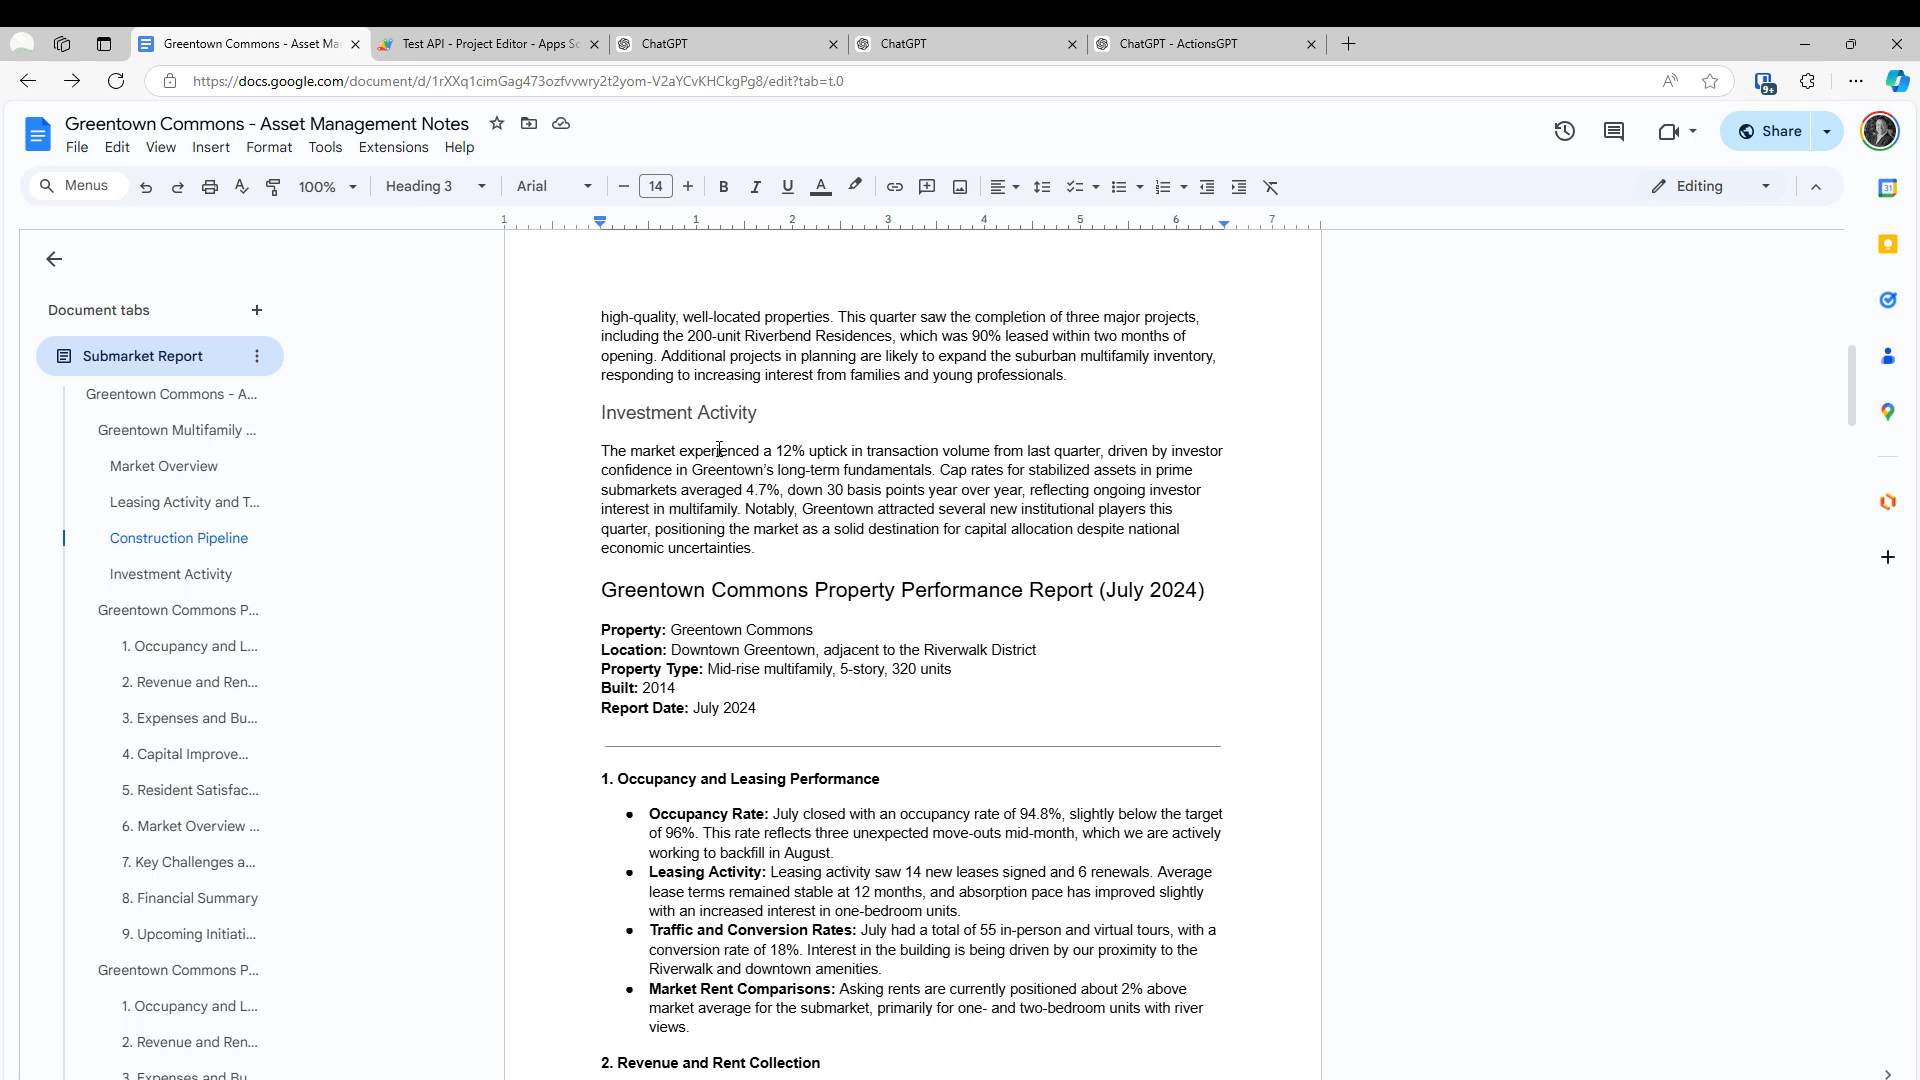 Greentown Commons - Asset Ma
Test API - Project Editor - Apps Sc
ChatGPT
ChatGPT
ChatGPT - ActionsGPT
https://docs.google.com/document/d/1rXXq1cimGag473ozfvvwry2t2yom-V2aYCvKHCkgPg8/edit?tab=t.0
9+
Greentown Commons - Asset Management Notes
File Edit View Insert Format Tools Extensions Help
Share
Menus
100%
Heading 3
Arial
14
Editing
31
1 1 2 3 4 5 6 7
Document tabs
Submarket Report
Greentown Commons - A...
Greentown Multifamily ...
Market Overview
Leasing Activity and T...
Construction Pipeline
Investment Activity
Greentown Commons P...
1. Occupancy and L...
2. Revenue and Ren...
3. Expenses and Bu...
4. Capital Improve...
5. Resident Satisfac...
6. Market Overview ...
7. Key Challenges a...
8. Financial Summary
9. Upcoming Initiati...
Greentown Commons P...
1. Occupancy and L...
2. Revenue and Ren...
3. Expenses and Bu
high-quality, well-located properties. This quarter saw the completion of three major projects,
including the 200-unit Riverbend Residences, which was 90% leased within two months of
opening. Additional projects in planning are likely to expand the suburban multifamily inventory,
responding to increasing interest from families and young professionals.
Investment Activity
The market experienced a 12% uptick in transaction volume from last quarter, driven by investor
confidence in Greentown's long-term fundamentals. Cap rates for stabilized assets in prime
submarkets averaged 4.7%, down 30 basis points year over year, reflecting ongoing investor
interest in multifamily. Notably, Greentown attracted several new institutional players this
quarter, positioning the market as a solid destination for capital allocation despite national
economic uncertainties.
Greentown Commons Property Performance Report (July 2024)
Property: Greentown Commons
Location: Downtown Greentown, adjacent to the Riverwalk District
Property Type: Mid-rise multifamily, 5-story, 320 units
Built: 2014
Report Date: July 2024
1. Occupancy and Leasing Performance
● Occupancy Rate: July closed with an occupancy rate of 94.8%, slightly below the target
of 96%. This rate reflects three unexpected move-outs mid-month, which we are actively
working to backfill in August.
● Leasing Activity: Leasing activity saw 14 new leases signed and 6 renewals. Average
lease terms remained stable at 12 months, and absorption pace has improved slightly
with an increased interest in one-bedroom units.
● Traffic and Conversion Rates: July had a total of 55 in-person and virtual tours, with a
conversion rate of 18%. Interest in the building is being driven by our proximity to the
Riverwalk and downtown amenities.
● Market Rent Comparisons: Asking rents are currently positioned about 2% above
market average for the submarket, primarily for one- and two-bedroom units with river
views.
2. Revenue and Rent Collection